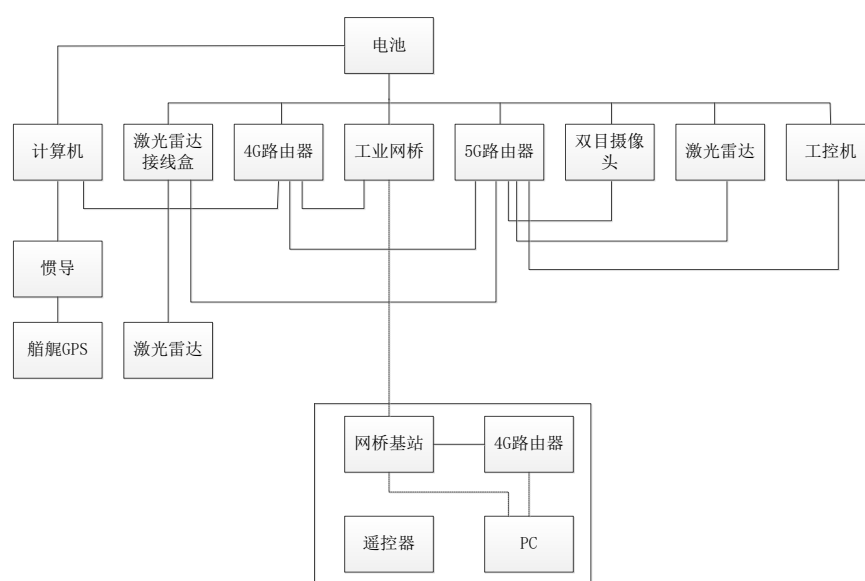 电池
计算机
激光雷达
接线盒
4G路由器
工业网桥
5G路由器
双目摄像
头
激光雷达
工控机
惯导
艏艉GPS
激光雷达
网桥基站
4G路由器
遥控器
PC